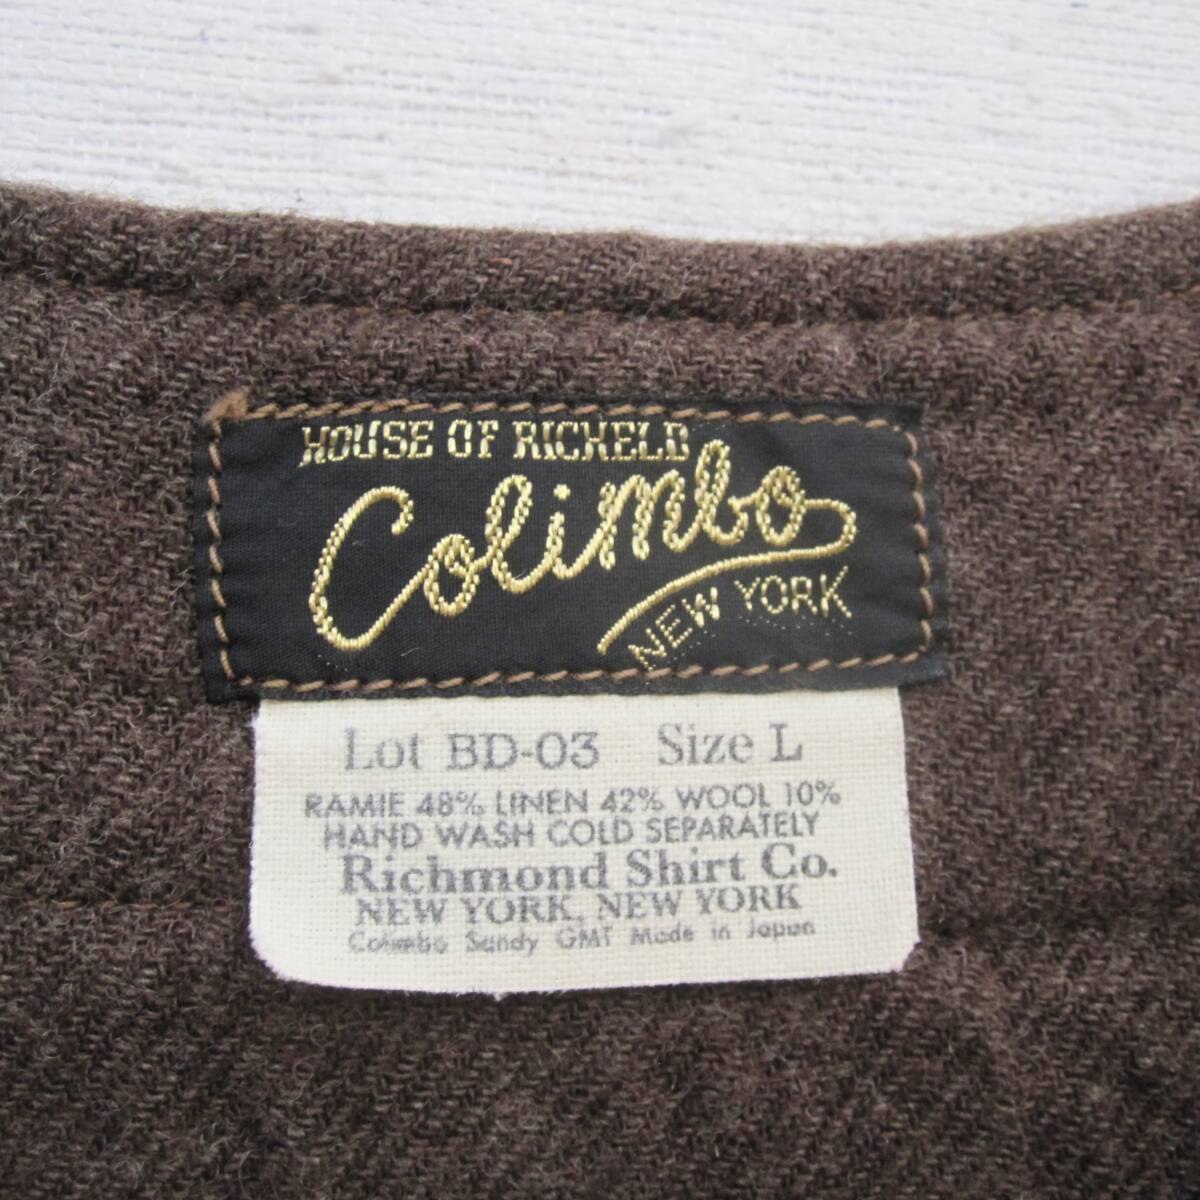 HOUSE OF RICHELD
Colimbo
NEW YORK
Lot BD-03 Size L
RAMIE 48% LINEN 42% WOOL 10%
HAND WASH COLD SEPARATELY
Richmond Shirt Co.
NEW YORK, NEW YORK
Colimbo Sundy GMT Made in Japan